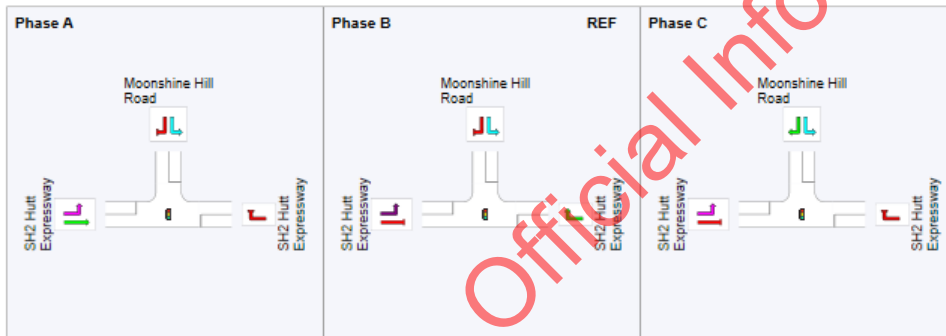 Phase A
Moonshine Hill
Road
SH2 Hutt
Expressway
SH2 Hutt
Expressway
Phase B
REF
Moonshine Hill
Road
SH2 Hutt
Expressway
SH2 Hutt
Expressway
Phase C
Moonshine Hill
Road
SH2 Hutt
Expressway
SH2 Hutt
Expressway
Official Info